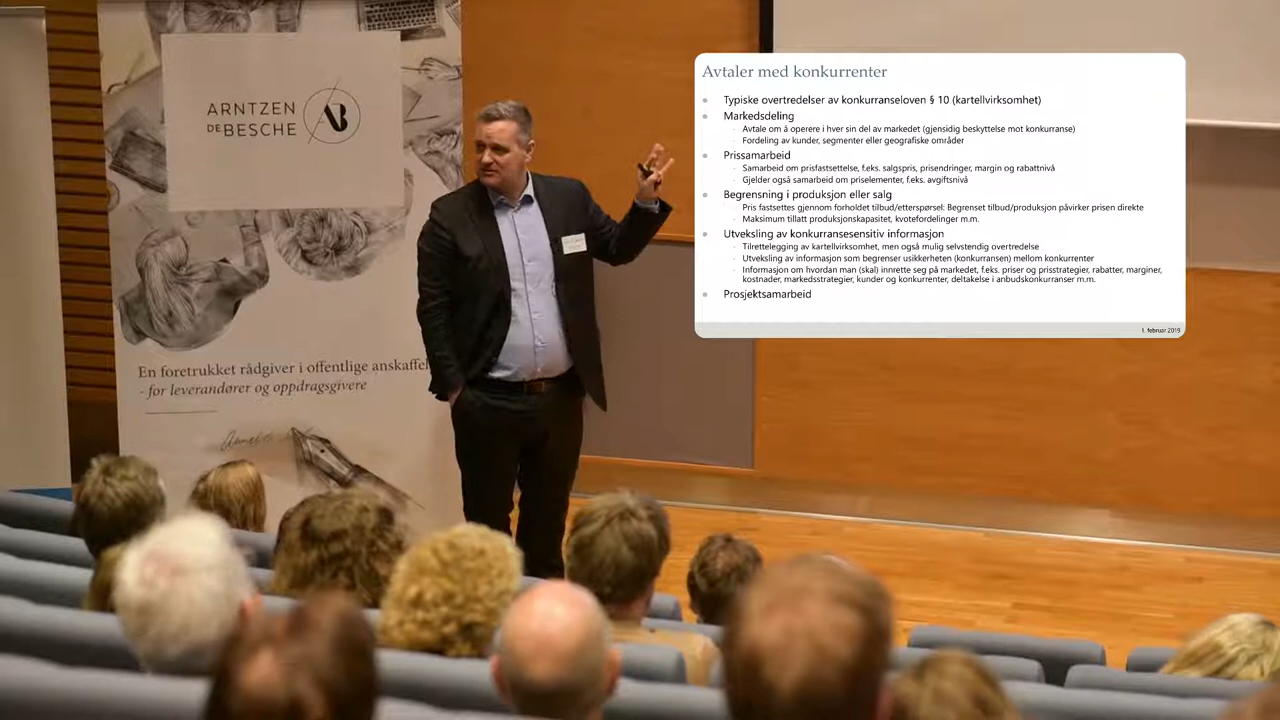 ARNTZEN
DE BESCHE
En foretrukket rådgiver i offentlige anskaffel
- for leverandører og oppdragsgivere
Avtaler med konkurrenter
Typiske overtredelser av konkurranseloven § 10 (kartellvirksomhet)
Markedsdeling
Avtale om å operere i hver sin del av markedet (gjensidig beskyttelse mot konkurranse)
Fordeling av kunder, segmenter eller geografiske områder
Prissamarbeid
Samarbeid om prisfastsettelse, f.eks. salgspris, prisendringer, margin og rabattnivå
Gjelder også samarbeid om priselementer, f.eks. avgiftsnivå
Begrensning i produksjon eller salg
Pris fastsettes gjennom forholdet tilbud/etterspørsel: Begrenset tilbud/produksjon påvirker prisen direkte
Maksimum tillatt produksjonskapasitet, kvotefordelinger m.m.
Utveksling av konkurransesensitiv informasjon
Tilrettelegging av kartellvirksomhet, men også mulig selvstendig overtredelse
Utveksling av informasjon som begrenser usikkerheten (konkurransen) mellom konkurrenter
Informasjon om hvordan man (skal) innrette seg på markedet, f.eks. priser og prisstrategier, rabatter, marginer,
kostnader, markedsstrategier, kunder og konkurrenter, deltakelse i anbudskonkurranser m.m.
Prosjektsamarbeid
1. februar 2019